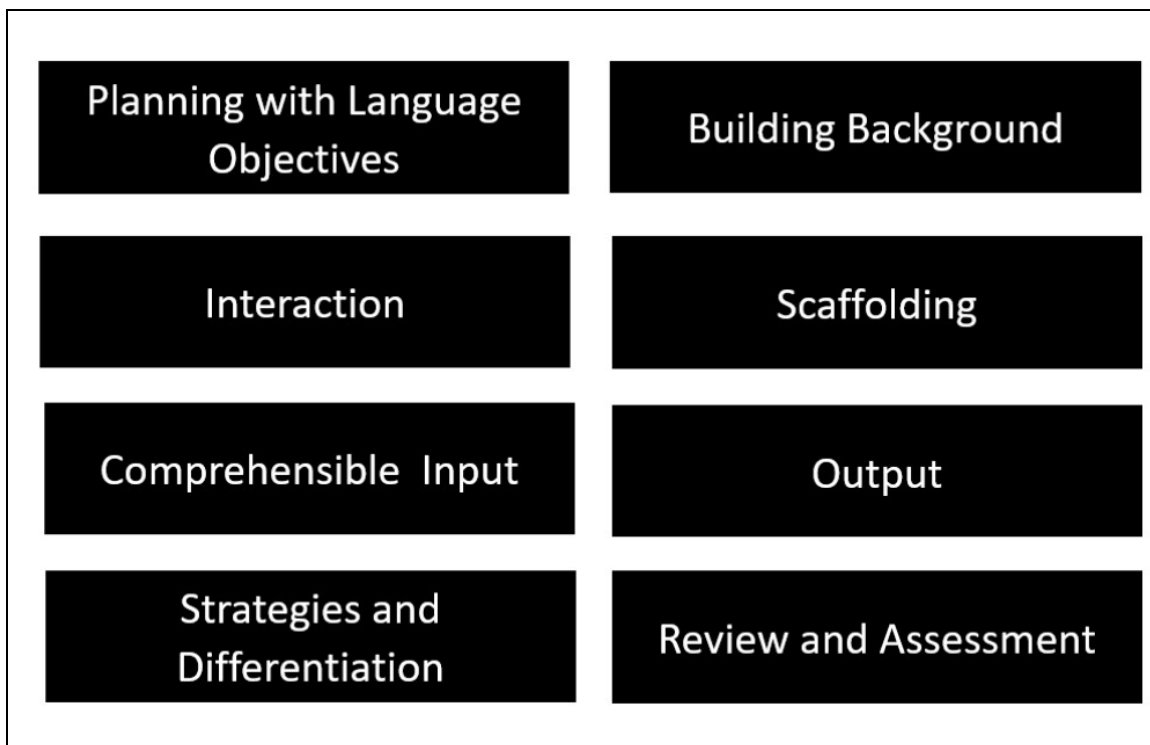 Planning with Language
Objectives
Building Background
Interaction
Scaffolding
Comprehensible Input
Output
Strategies and
Differentiation
Review and Assessment